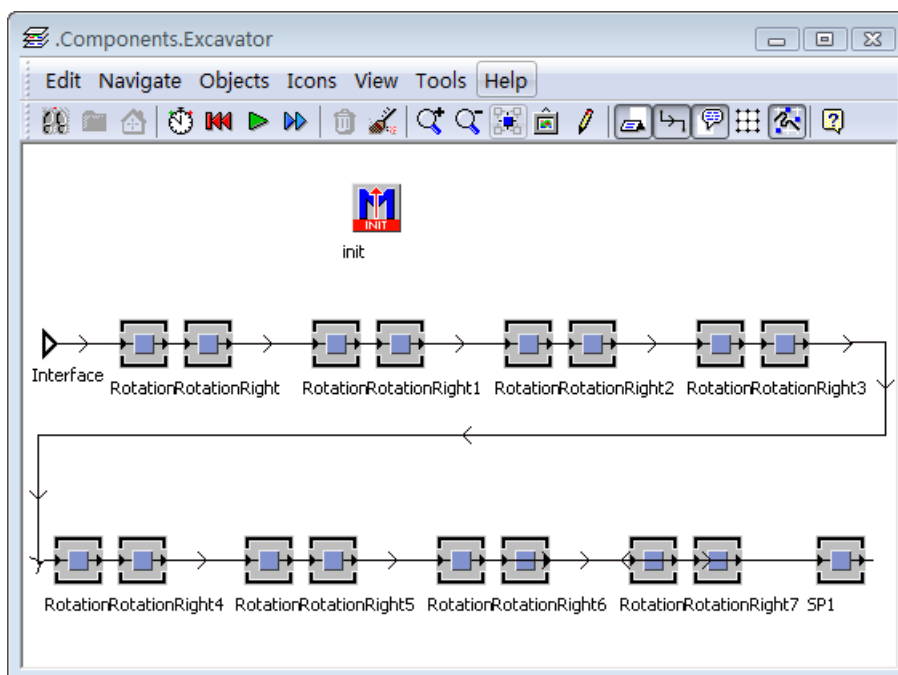 .Components.Excavator
Edit Navigate Objects Icons View Tools Help
INIT
init
Interface
RotationRotationRight RotationRotationRight1 RotationRotationRight2 RotationRotationRight3
RotationRotationRight4 RotationRotationRight5 RotationRotationRight6 RotationRotationRight7 SP1